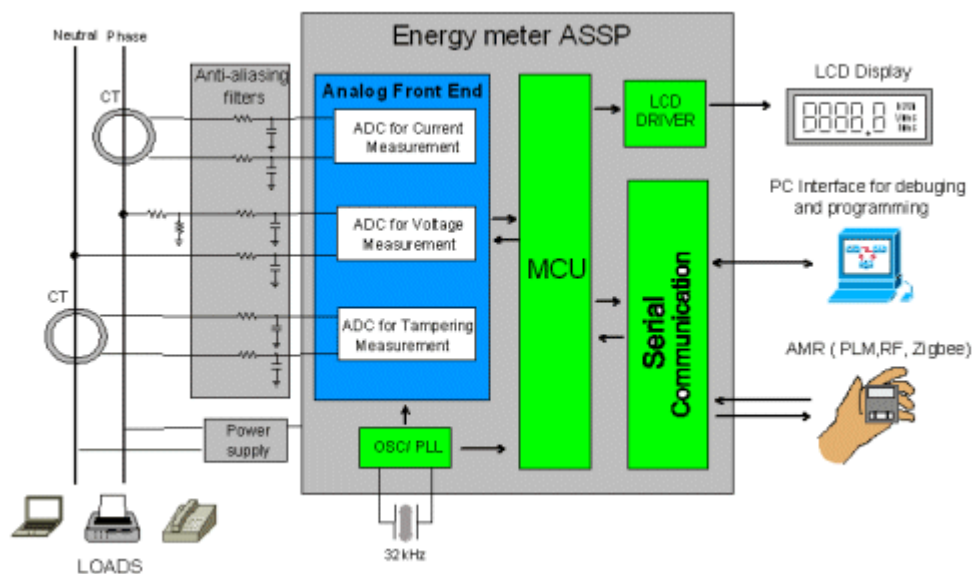 Neutral Phase
Energy meter ASSP
Anti-aliasing
filters
CT
Analog Front End
ADC for Current
Measurement
ADC for Voltage
Measurement
CT
ADC for Tampering
Measurement
Power
supply
OSC/ PLL
32kHz
MCU
LCD
DRIVER
Serial
Communication
LCD Display
PC Interface for debuging
and programming
AMR ( PLM,RF, Zigbee)
LOADS